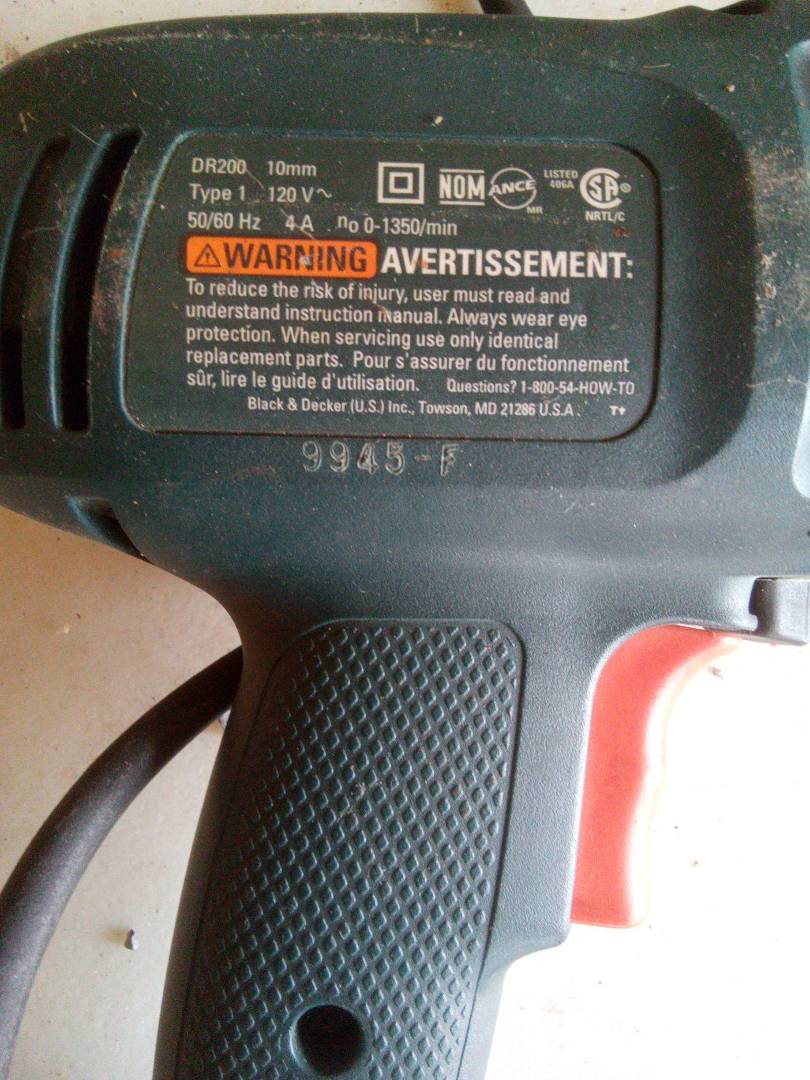 DR200 10mm
Type 1 120 V~
50/60 Hz 4 A no 0-1350/min
NOM ANCE MR
LISTED 406A
SA ® NRTL/C
WARNING AVERTISSEMENT:
To reduce the risk of injury, user must read and
understand instruction manual. Always wear eye
protection. When servicing use only identical
replacement parts. Pour s'assurer du fonctionnement
sûr, lire le guide d'utilisation. Questions? 1-800-54-HOW-TO
Black & Decker (U.S.) Inc., Towson, MD 21286 U.S.A.
9945-F